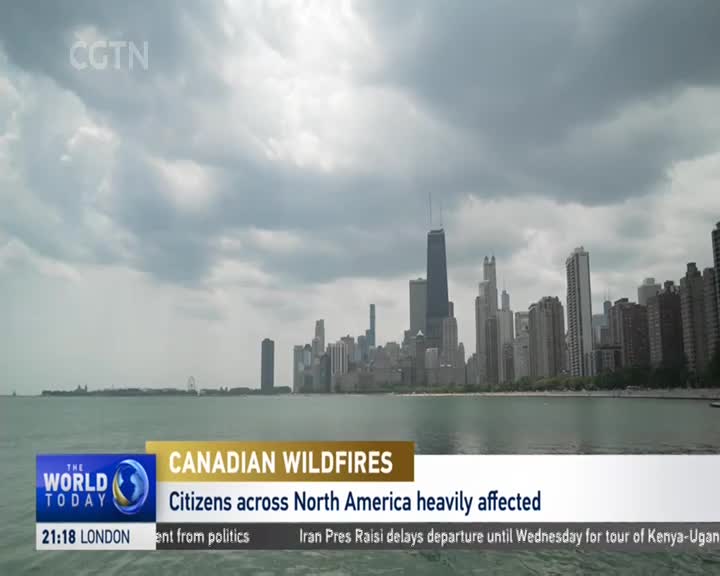 CGTN
CANADIAN WILDFIRES
THE
WORLD
TODAY
Citizens across North America heavily affected
21:18 LONDON
ent from politics Iran Pres Raisi delays departure until Wednesday for tour of Kenya-Ugan